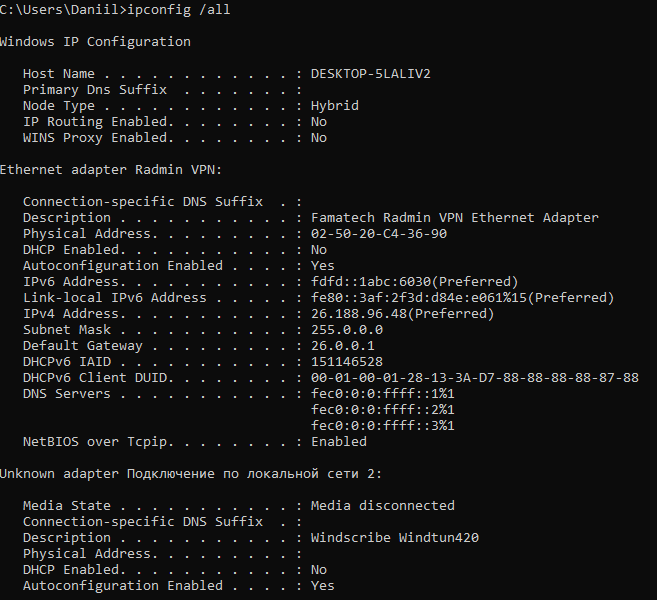 C:\Users\Daniil>ipconfig /all
Windows IP Configuration
Host Name . . . . . . . . . . . . : DESKTOP-5LALIV2
Primary Dns Suffix  . . . . . . . :
Node Type . . . . . . . . . . . . : Hybrid
IP Routing Enabled. . . . . . . . : No
WINS Proxy Enabled. . . . . . . . : No
Ethernet adapter Radmin VPN:
Connection-specific DNS Suffix  . :
Description . . . . . . . . . . . : Famatech Radmin VPN Ethernet Adapter
Physical Address. . . . . . . . . : 02-50-20-C4-36-90
DHCP Enabled. . . . . . . . . . . : No
Autoconfiguration Enabled . . . . : Yes
IPv6 Address. . . . . . . . . . . : fdfd::1abc:6030(Preferred)
Link-local IPv6 Address . . . . . : fe80::3af:2f3d:d84e:e061%15(Preferred)
IPv4 Address. . . . . . . . . . . : 26.188.96.48(Preferred)
Subnet Mask . . . . . . . . . . . : 255.0.0.0
Default Gateway . . . . . . . . . : 26.0.0.1
DHCPv6 IAID . . . . . . . . . . . : 151146528
DHCPv6 Client DUID. . . . . . . . : 00-01-00-01-28-13-3A-D7-88-88-88-88-87-88
DNS Servers . . . . . . . . . . . : fec0:0:0:ffff::1%1
fec0:0:0:ffff::2%1
fec0:0:0:ffff::3%1
NetBIOS over Tcpip. . . . . . . . : Enabled
Unknown adapter Подключение по локальной сети 2:
Media State . . . . . . . . . . . : Media disconnected
Connection-specific DNS Suffix  . :
Description . . . . . . . . . . . : Windscribe Windtun420
Physical Address. . . . . . . . . :
DHCP Enabled. . . . . . . . . . . : No
Autoconfiguration Enabled . . . . : Yes